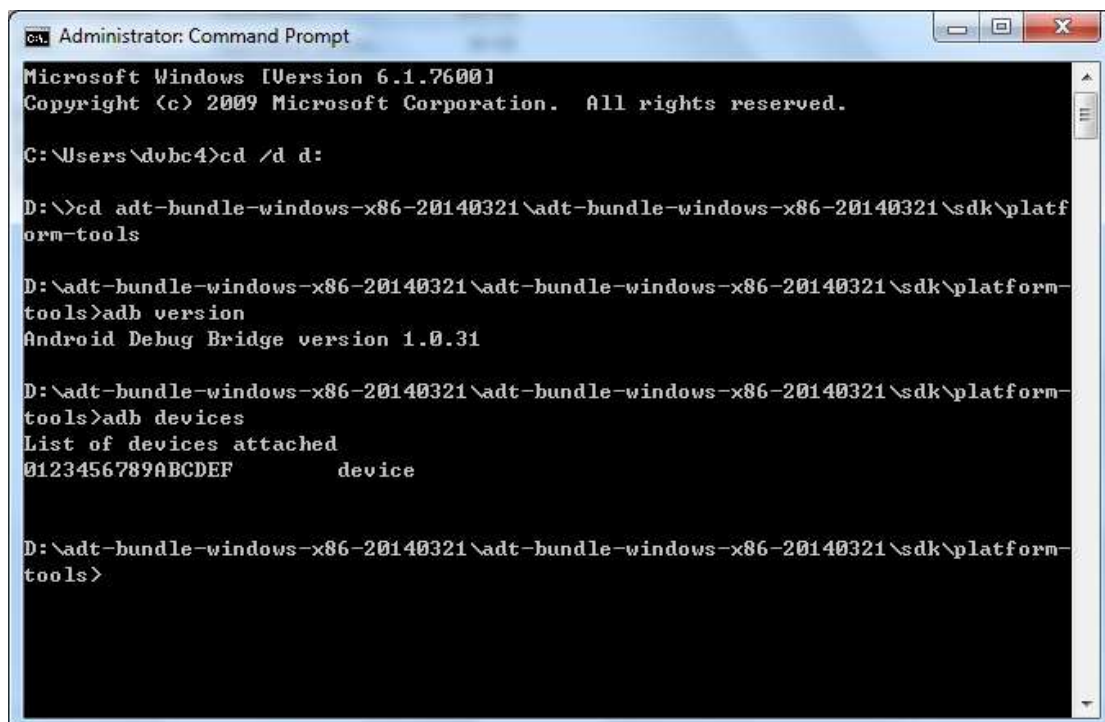 Administrator: Command Prompt
Microsoft Windows [Version 6.1.7600]
Copyright (c) 2009 Microsoft Corporation.  All rights reserved.
C:\Users\dvbc4>cd /d d:
D:\>cd adt-bundle-windows-x86-20140321\adt-bundle-windows-x86-20140321\sdk\platf
orm-tools
D:\adt-bundle-windows-x86-20140321\adt-bundle-windows-x86-20140321\sdk\platform-
tools>adb version
Android Debug Bridge version 1.0.31
D:\adt-bundle-windows-x86-20140321\adt-bundle-windows-x86-20140321\sdk\platform-
tools>adb devices
List of devices attached
0123456789ABCDEF        device
D:\adt-bundle-windows-x86-20140321\adt-bundle-windows-x86-20140321\sdk\platform-
tools>